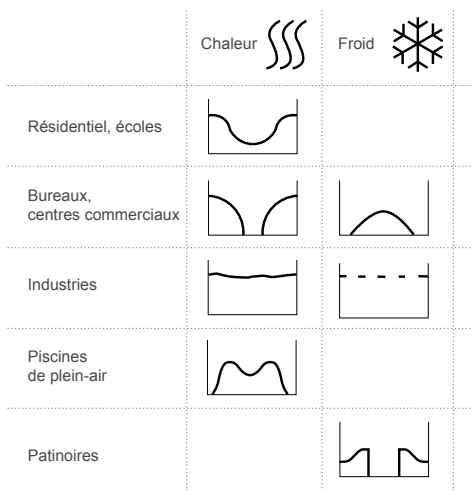 Chaleur
Froid
Résidentiel, écoles
Bureaux,
centres commerciaux
Industries
Piscines
de plein-air
Patinoires